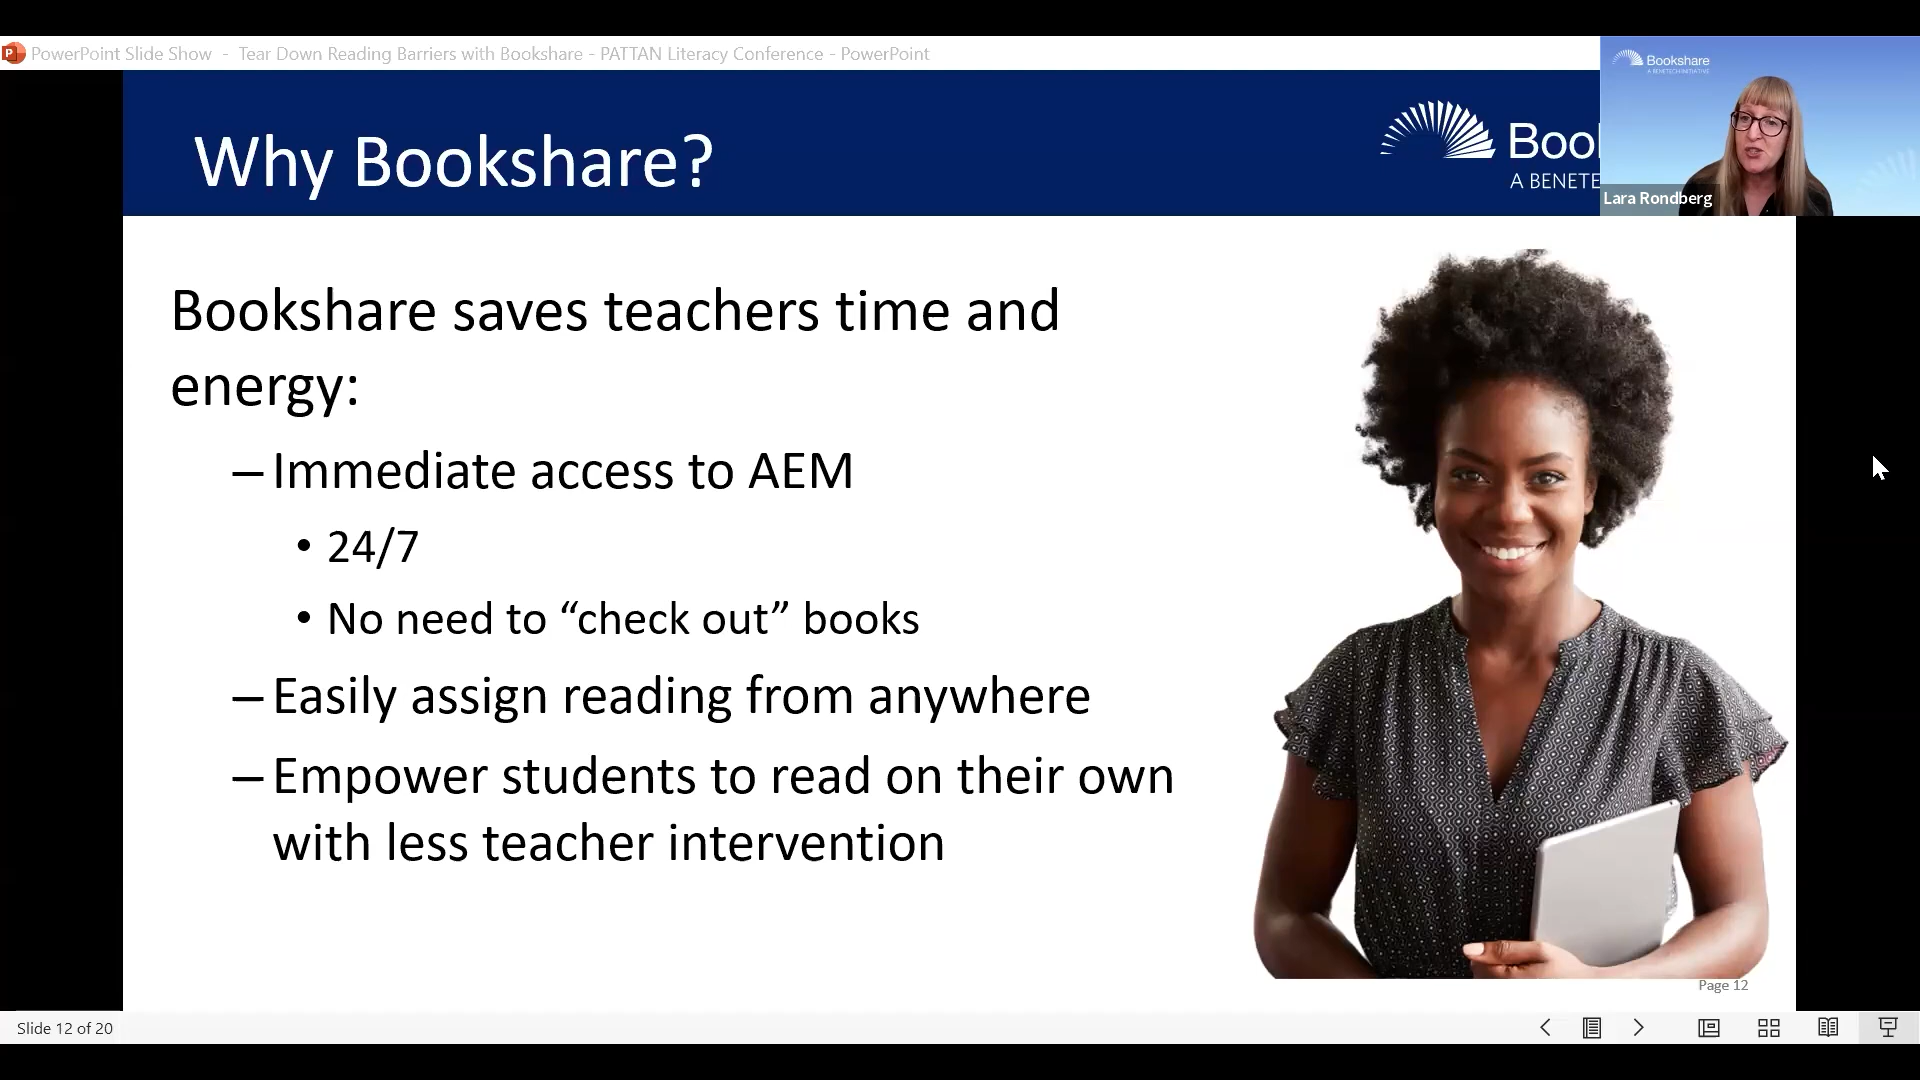 PowerPoint Slide Show - Tear Down Reading Barriers with Bookshare - PATTAN Literacy Conference - PowerPoint
Bookshare
A BENETECH INITIATIVE
Lara Rondberg
Why Bookshare?
Boo
A BENETE
Bookshare saves teachers time and
energy:
– Immediate access to AEM
• 24/7
• No need to “check out” books
– Easily assign reading from anywhere
– Empower students to read on their own
with less teacher intervention
Page 12
Slide 12 of 20